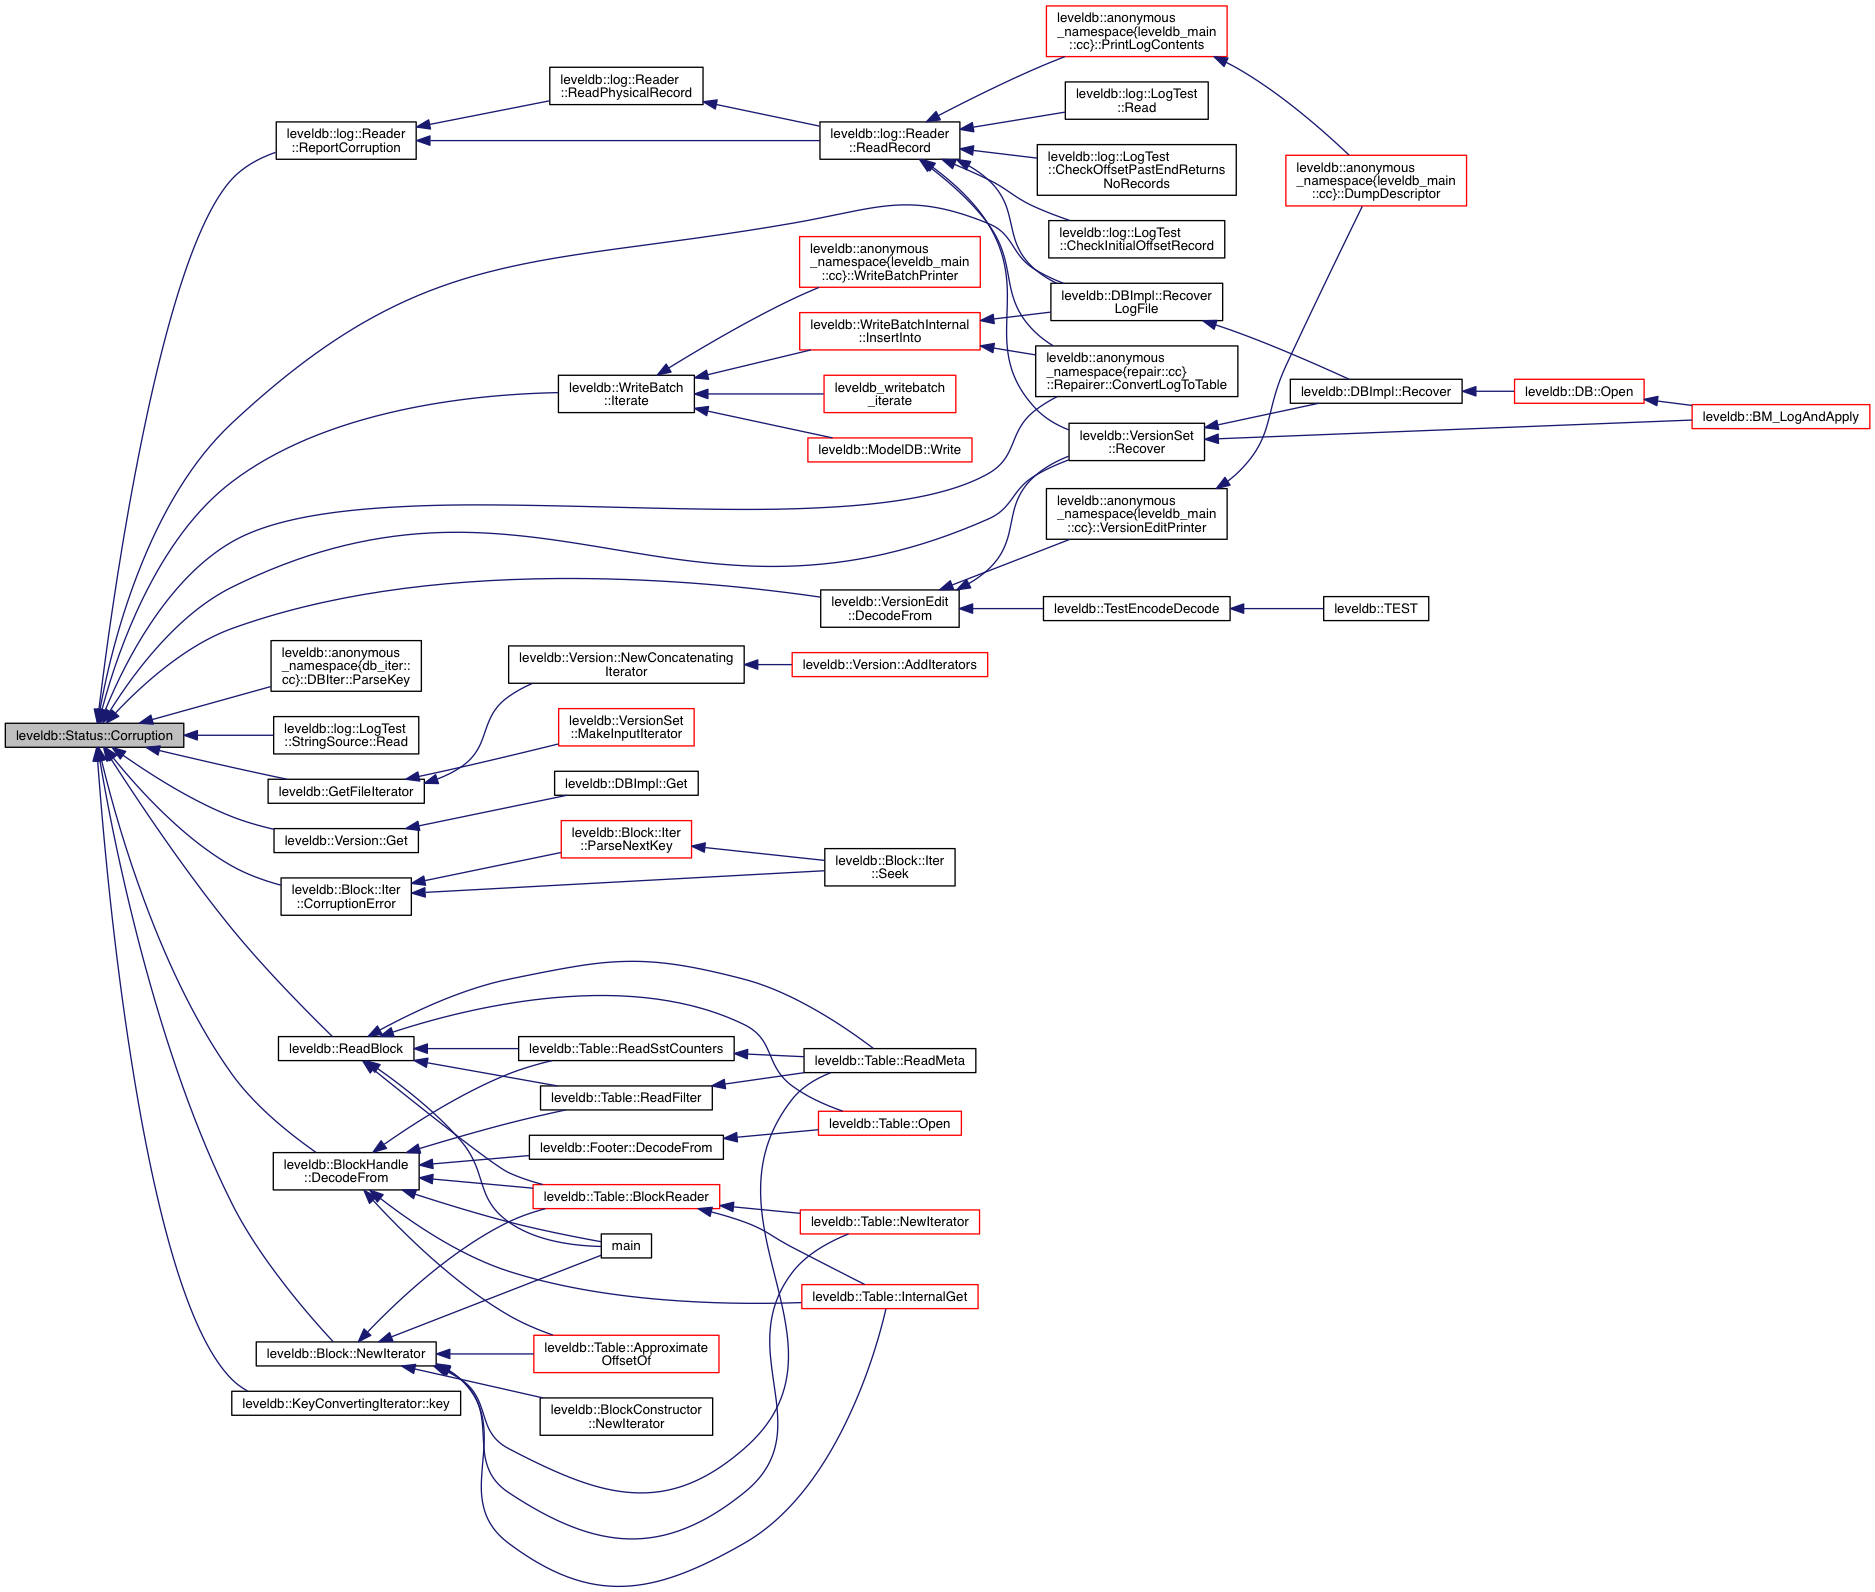 leveldb::anonymous
_namespace{leveldb_main
::cc}::PrintLogContents
leveldb::log::Reader
::ReadPhysicalRecord
leveldb::log::LogTest
::Read
leveldb::log::Reader
::ReportCorruption
leveldb::log::Reader
::ReadRecord
leveldb::log::LogTest
::CheckOffsetPastEndReturns
NoRecords
leveldb::anonymous
_namespace{leveldb_main
::cc}::DumpDescriptor
leveldb::log::LogTest
::CheckInitialOffsetRecord
leveldb::anonymous
_namespace{leveldb_main
::cc}::WriteBatchPrinter
leveldb::DBImpl::Recover
LogFile
leveldb::WriteBatchInternal
::InsertInto
leveldb::anonymous
_namespace{repair::cc}
::Repairer::ConvertLogToTable
leveldb::WriteBatch
::Iterate
leveldb_writebatch
_iterate
leveldb::DBImpl::Recover
leveldb::DB::Open
leveldb::BM_LogAndApply
leveldb::ModelDB::Write
leveldb::VersionSet
::Recover
leveldb::anonymous
_namespace{leveldb_main
::cc}::VersionEditPrinter
leveldb::VersionEdit
::DecodeFrom
leveldb::TestEncodeDecode
leveldb::TEST
leveldb::anonymous
_namespace{db_iter::
cc}::DBIter::ParseKey
leveldb::Version::NewConcatenating
Iterator
leveldb::Version::AddIterators
leveldb::Status::Corruption
leveldb::log::LogTest
::StringSource::Read
leveldb::VersionSet
::MakeInputIterator
leveldb::GetFileIterator
leveldb::DBImpl::Get
leveldb::Version::Get
leveldb::Block::Iter
::ParseNextKey
leveldb::Block::Iter
::Seek
leveldb::Block::Iter
::CorruptionError
leveldb::ReadBlock
leveldb::Table::ReadSstCounters
leveldb::Table::ReadMeta
leveldb::Table::ReadFilter
leveldb::Table::Open
leveldb::Footer::DecodeFrom
leveldb::BlockHandle
::DecodeFrom
leveldb::Table::BlockReader
leveldb::Table::NewIterator
main
leveldb::Table::InternalGet
leveldb::Block::NewIterator
leveldb::Table::Approximate
OffsetOf
leveldb::KeyConvertingIterator::key
leveldb::BlockConstructor
::NewIterator